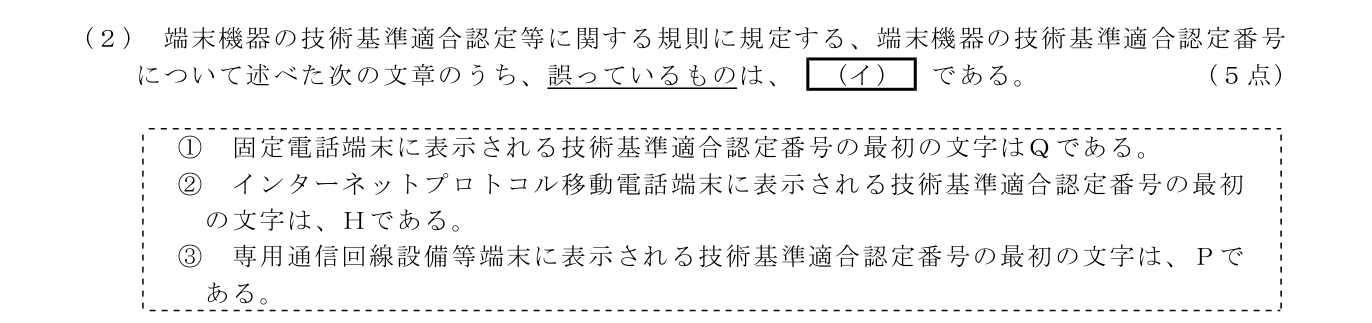 （２） 端末機器の技術基準適合認定等に関する規則に規定する、端末機器の技術基準適合認定番号
について述べた次の文章のうち、誤っているものは、 （イ） である。 （５点）
① 固定電話端末に表示される技術基準適合認定番号の最初の文字はＱである。
② インターネットプロトコル移動電話端末に表示される技術基準適合認定番号の最初
の文字は、Ｈである。
③ 専用通信回線設備等端末に表示される技術基準適合認定番号の最初の文字は、Ｐで
ある。